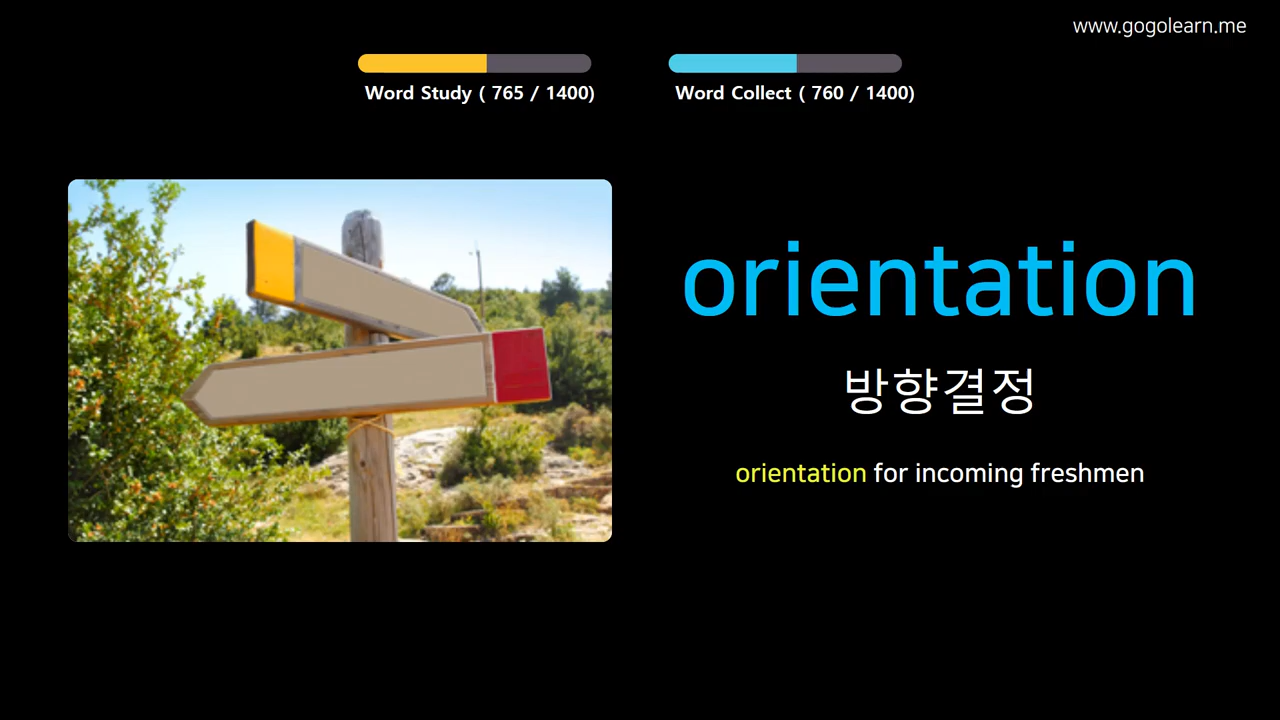 www.gogolearn.me
Word Study ( 765 / 1400)
Word Collect ( 760 / 1400)
orientation
방향결정
orientation for incoming freshmen